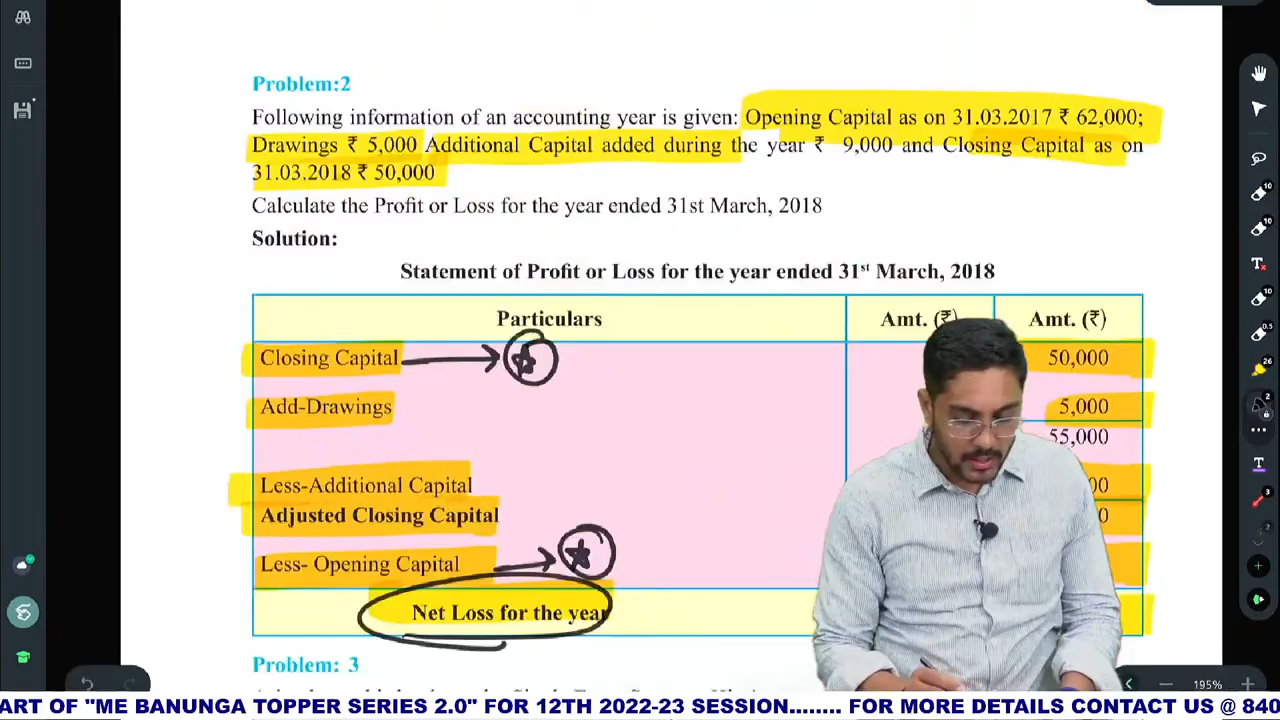 Problem:2
Following information of an accounting year is given: Opening Capital as on 31.03.2017 ₹ 62,000;
Drawings ₹ 5,000 Additional Capital added during the year ₹ 9,000 and Closing Capital as on
31.03.2018 ₹ 50,000
Calculate the Profit or Loss for the year ended 31st March, 2018
Solution:
Statement of Profit or Loss for the year ended 31st March, 2018
Particulars Amt. (₹) Amt. (₹)
Closing Capital 50,000
Add-Drawings 5,000
55,000
Less-Additional Capital
Adjusted Closing Capital
Less- Opening Capital
Net Loss for the year
Problem: 3
195%
ART OF "ME BANUNGA TOPPER SERIES 2.0" FOR 12TH 2022-23 SESSION........ FOR MORE DETAILS CONTACT US @ 840